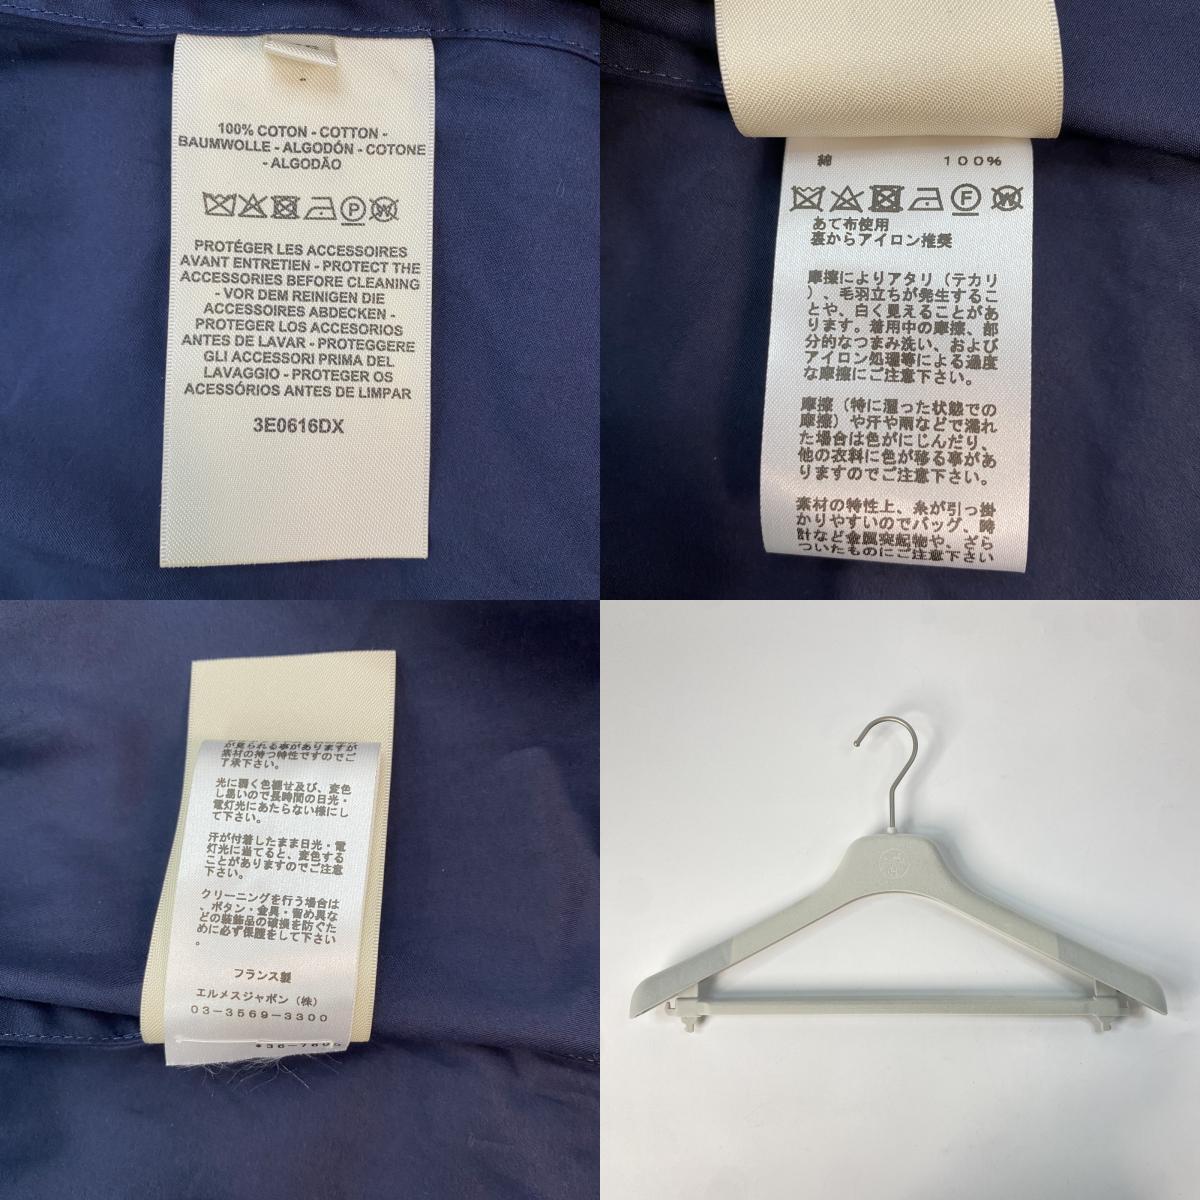 100% COTON - COTTON -
BAUMWOLLE - ALGODÓN - COTONE
- ALGODÃO
PROTÉGER LES ACCESSOIRES
AVANT ENTRETIEN - PROTECT THE
ACCESSORIES BEFORE CLEANING
- VOR DEM REINIGEN DIE
ACCESSOIRES ABDECKEN -
PROTEGER LOS ACCESORIOS
ANTES DE LAVAR - PROTEGGERE
GLI ACCESSORI PRIMA DEL
LAVAGGIO - PROTEGER OS
ACESSÓRIOS ANTES DE LIMPAR
3E0616DX
綿 100%
P W
F W
あて布使用
裏からアイロン推奨
摩擦によりアタリ(テカリ
)、毛羽立ちが発生するこ
とや、白く見えることがあ
ります。着用中の摩擦、部
分的なつまみ洗い、および
アイロン処理等による過度
な摩擦にご注意下さい。
摩擦(特に湿った状態での
摩擦)や汗や雨などで濡れ
た場合は色がにじんだり、
他の衣料に色が移る事があ
りますのでご注意下さい。
素材の特性上、糸が引っ掛
かりやすいのでバッグ、時
計など金属突起物や、ざら
ついたものにご注意下さい
が見られる事がありますが
素材の持つ特性ですのでご
了承下さい。
光に弱く色褪せ及び、変色
し易いので長時間の日光・
電灯光にあたらない様にし
て下さい。
汗が付着したまま日光・電
灯光に当てると、変色する
ことがありますのでご注意
下さい。
クリーニングを行う場合は
、ボタン・金具・留め具な
どの装飾品の破損を防ぐた
めに必ず保護をして下さい
。
フランス製
エルメスジャポン(株)
03-3569-3300